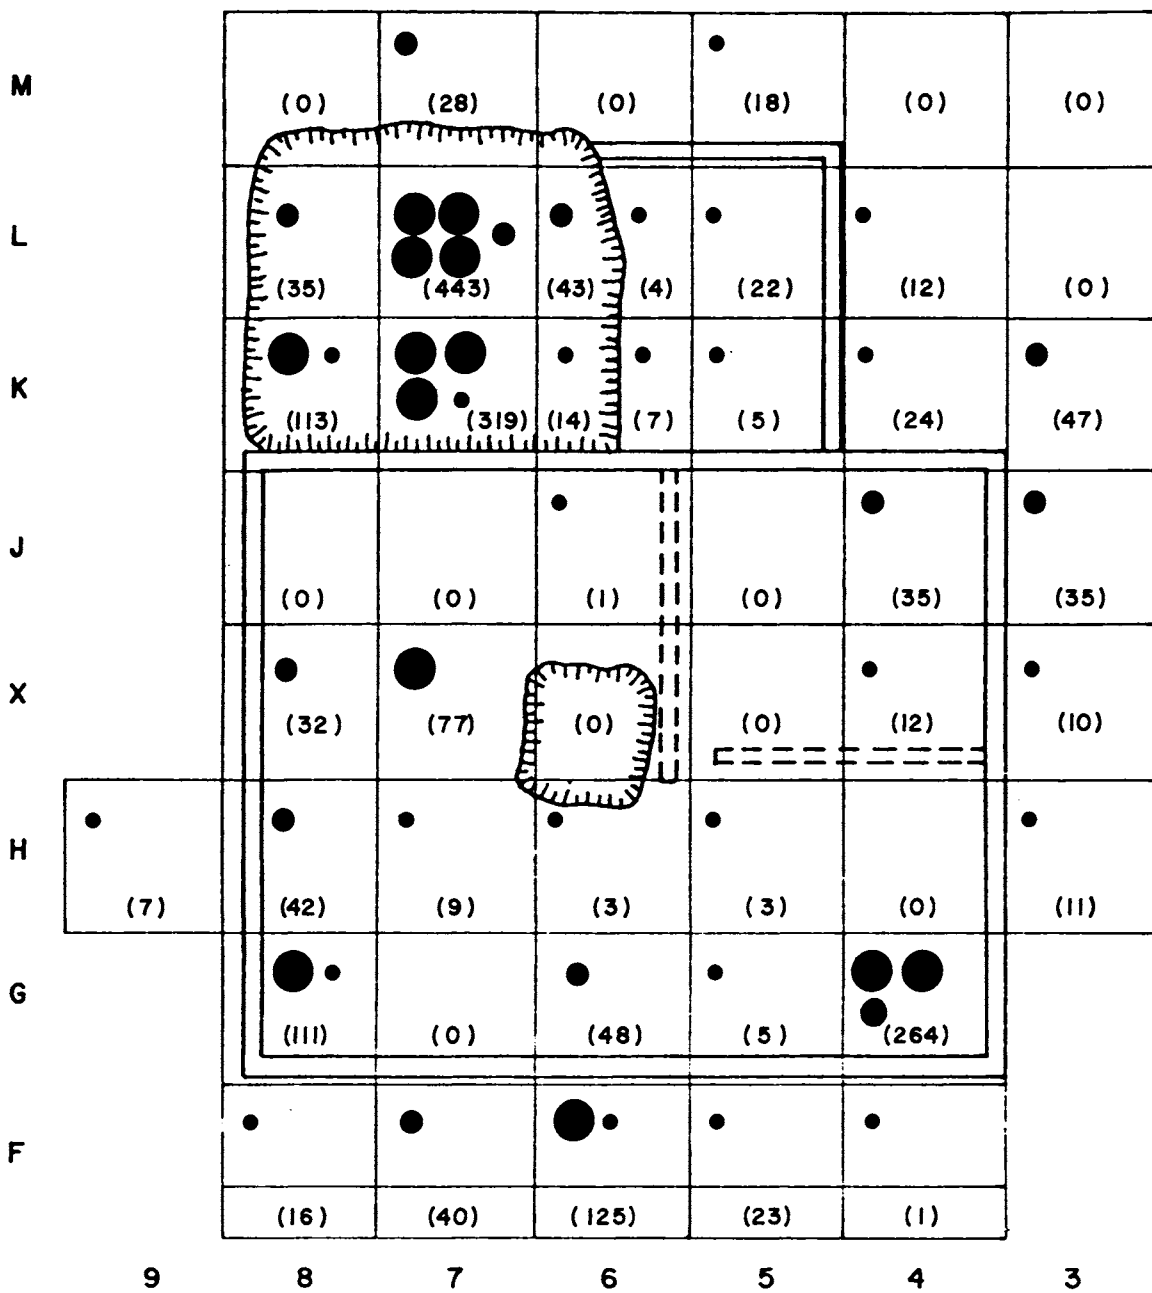 M (0) (28) (0) (18) (0) (0)
L (35) (443) (43) (4) (22) (12) (0)
K (113) (319) (14) (7) (5) (24) (47)
J (0) (0) (1) (0) (35) (35)
X (32) (77) (0) (0) (12) (10)
H (7) (42) (9) (3) (3) (0) (11)
G (111) (0) (48) (5) (264)
F (16) (40) (125) (23) (1)
9 8 7 6 5 4 3